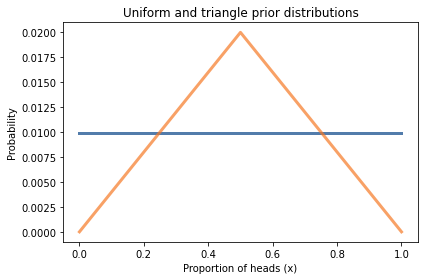 Uniform and triangle prior distributions
0.0200
0.0175
0.0150
0.0125
0.0100
0.0075
0.0050
0.0025
0.0000
Probability
0.0 0.2 0.4 0.6 0.8 1.0
Proportion of heads (x)